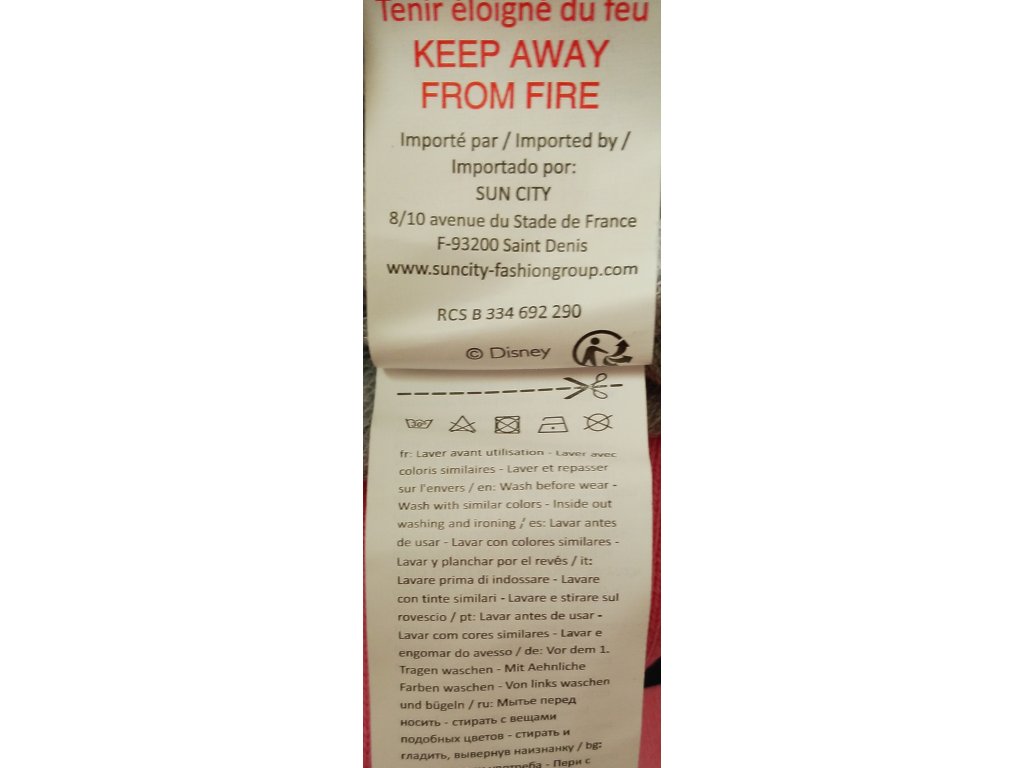 Tenir éloigné du feu
KEEP AWAY
FROM FIRE
Importé par / Imported by /
Importado por:
SUN CITY
8/10 avenue du Stade de France
F-93200 Saint Denis
www.suncity-fashiongroup.com
RCS B 334 692 290
© Disney
30°
fr: Laver avant utilisation - Laver avec
coloris similaires - Laver et repasser
sur l'envers / en: Wash before wear -
Wash with similar colors - Inside out
washing and ironing / es: Lavar antes
de usar - Lavar con colores similares -
Lavar y planchar por el revés / it:
Lavare prima di indossare - Lavare
con tinte similari - Lavare e stirare sul
rovescio / pt: Lavar antes de usar -
Lavar com cores similares - Lavar e
engomar do avesso / de: Vor dem 1.
Tragen waschen - Mit Aehnliche
Farben waschen - Von links waschen
und bügeln / ru: Мытье перед
носить - стирать с вещами
подобных цветов - стирать и
гладить, вывернув наизнанку / bg:
- Пери с